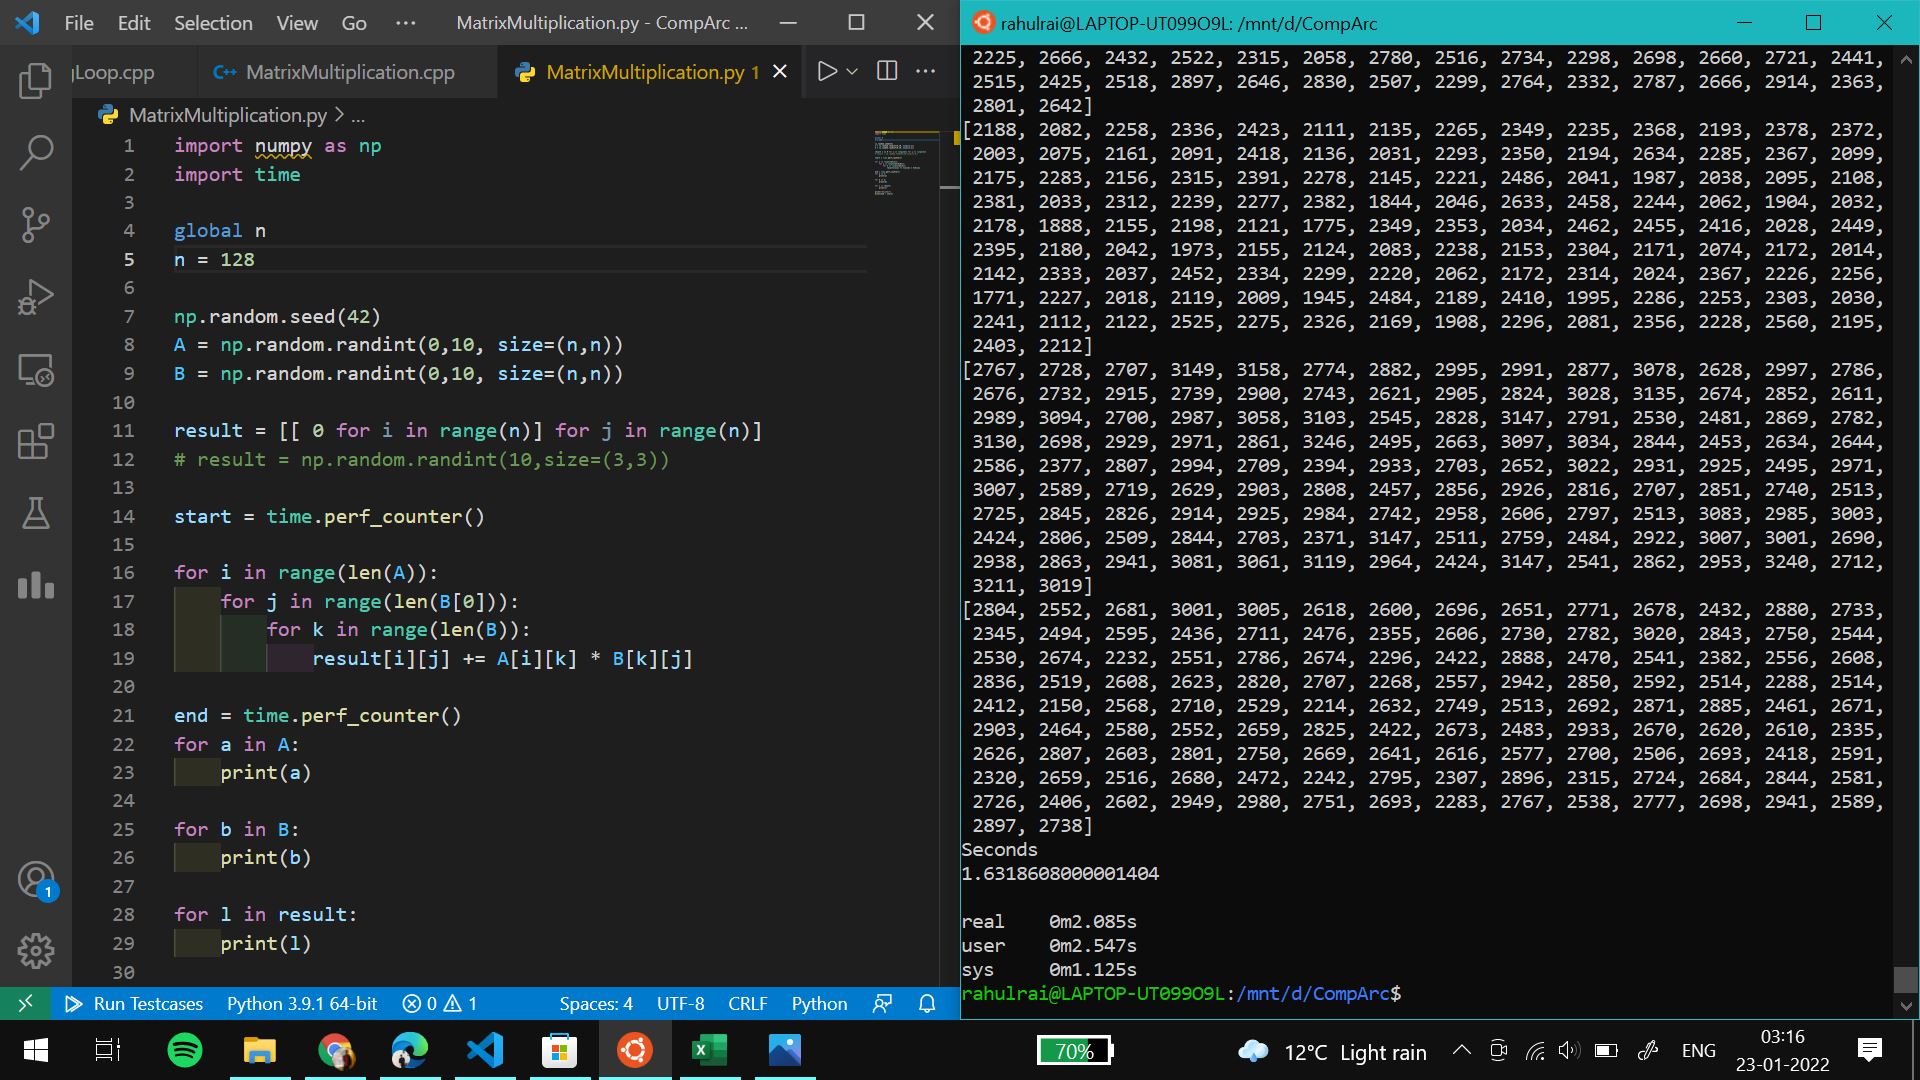 File Edit Selection View Go ··· MatrixMultiplication.py - CompArc ...
gLoop.cpp C++ MatrixMultiplication.cpp MatrixMultiplication.py 1
MatrixMultiplication.py > ...
1 import numpy as np
2 import time
3
4 global n
5 n = 128
6
7 np.random.seed(42)
8 A = np.random.randint(0,10, size=(n,n))
9 B = np.random.randint(0,10, size=(n,n))
10
11 result = [[ 0 for i in range(n)] for j in range(n)]
12 # result = np.random.randint(10,size=(3,3))
13
14 start = time.perf_counter()
15
16 for i in range(len(A)):
17 for j in range(len(B[0])):
18 for k in range(len(B)):
19 result[i][j] += A[i][k] * B[k][j]
20
21 end = time.perf_counter()
22 for a in A:
23 print(a)
24
25 for b in B:
26 print(b)
27
28 for l in result:
29 print(l)
30
1
Run Testcases Python 3.9.1 64-bit 0 1 Spaces: 4 UTF-8 CRLF Python
rahulrai@LAPTOP-UT099O9L: /mnt/d/CompArc
2225, 2666, 2432, 2522, 2315, 2058, 2780, 2516, 2734, 2298, 2698, 2660, 2721, 2441,
2515, 2425, 2518, 2897, 2646, 2830, 2507, 2299, 2764, 2332, 2787, 2666, 2914, 2363,
2801, 2642]
[2188, 2082, 2258, 2336, 2423, 2111, 2135, 2265, 2349, 2235, 2368, 2193, 2378, 2372,
2003, 2075, 2161, 2091, 2418, 2136, 2031, 2293, 2350, 2194, 2634, 2285, 2367, 2099,
2175, 2283, 2156, 2315, 2391, 2278, 2145, 2221, 2486, 2041, 1987, 2038, 2095, 2108,
2381, 2033, 2312, 2239, 2277, 2382, 1844, 2046, 2633, 2458, 2244, 2062, 1904, 2032,
2178, 1888, 2155, 2198, 2121, 1775, 2349, 2353, 2034, 2462, 2455, 2416, 2028, 2449,
2395, 2180, 2042, 1973, 2155, 2124, 2083, 2238, 2153, 2304, 2171, 2074, 2172, 2014,
2142, 2333, 2037, 2452, 2334, 2299, 2220, 2062, 2172, 2314, 2024, 2367, 2226, 2256,
1771, 2227, 2018, 2119, 2009, 1945, 2484, 2189, 2410, 1995, 2286, 2253, 2303, 2030,
2241, 2112, 2122, 2525, 2275, 2326, 2169, 1908, 2296, 2081, 2356, 2228, 2560, 2195,
2403, 2212]
[2767, 2728, 2707, 3149, 3158, 2774, 2882, 2995, 2991, 2877, 3078, 2628, 2997, 2786,
2676, 2732, 2915, 2739, 2900, 2743, 2621, 2905, 2824, 3028, 3135, 2674, 2852, 2611,
2989, 3094, 2700, 2987, 3058, 3103, 2545, 2828, 3147, 2791, 2530, 2481, 2869, 2782,
3130, 2698, 2929, 2971, 2861, 3246, 2495, 2663, 3097, 3034, 2844, 2453, 2634, 2644,
2586, 2377, 2807, 2994, 2709, 2394, 2933, 2703, 2652, 3022, 2931, 2925, 2495, 2971,
3007, 2589, 2719, 2629, 2903, 2808, 2457, 2856, 2926, 2816, 2707, 2851, 2740, 2513,
2725, 2845, 2826, 2914, 2925, 2984, 2742, 2958, 2606, 2797, 2513, 3083, 2985, 3003,
2424, 2806, 2509, 2844, 2703, 2371, 3147, 2511, 2759, 2484, 2922, 3007, 3001, 2690,
2938, 2863, 2941, 3081, 3061, 3119, 2964, 2424, 3147, 2541, 2862, 2953, 3240, 2712,
3211, 3019]
[2804, 2552, 2681, 3001, 3005, 2618, 2600, 2696, 2651, 2771, 2678, 2432, 2880, 2733,
2345, 2494, 2595, 2436, 2711, 2476, 2355, 2606, 2730, 2782, 3020, 2843, 2750, 2544,
2530, 2674, 2232, 2551, 2786, 2674, 2296, 2422, 2888, 2470, 2541, 2382, 2556, 2608,
2836, 2519, 2608, 2623, 2820, 2707, 2268, 2557, 2942, 2850, 2592, 2514, 2288, 2514,
2412, 2150, 2568, 2710, 2529, 2214, 2632, 2749, 2513, 2692, 2871, 2885, 2461, 2671,
2903, 2464, 2580, 2552, 2659, 2825, 2422, 2673, 2483, 2933, 2670, 2620, 2610, 2335,
2626, 2807, 2603, 2801, 2750, 2669, 2641, 2616, 2577, 2700, 2506, 2693, 2418, 2591,
2320, 2659, 2516, 2680, 2472, 2242, 2795, 2307, 2896, 2315, 2724, 2684, 2844, 2581,
2726, 2406, 2602, 2949, 2980, 2751, 2693, 2283, 2767, 2538, 2777, 2698, 2941, 2589,
2897, 2738]
Seconds
1.6318608000001404
real 0m2.085s
user 0m2.547s
sys 0m1.125s
rahulrai@LAPTOP-UT099O9L:/mnt/d/CompArc$
70% 12°C Light rain ENG 03:16
23-01-2022